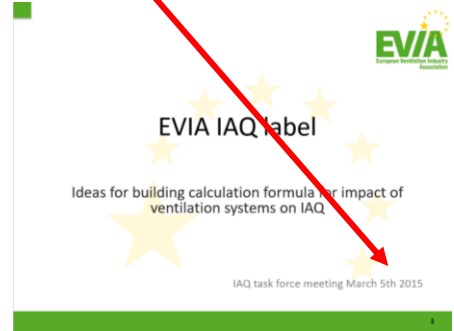 EVIA
European Ventilation Industry
Association
EVIA IAQ label
Ideas for building calculation formula for impact of
ventilation systems on IAQ
IAQ task force meeting March 5th 2015
1